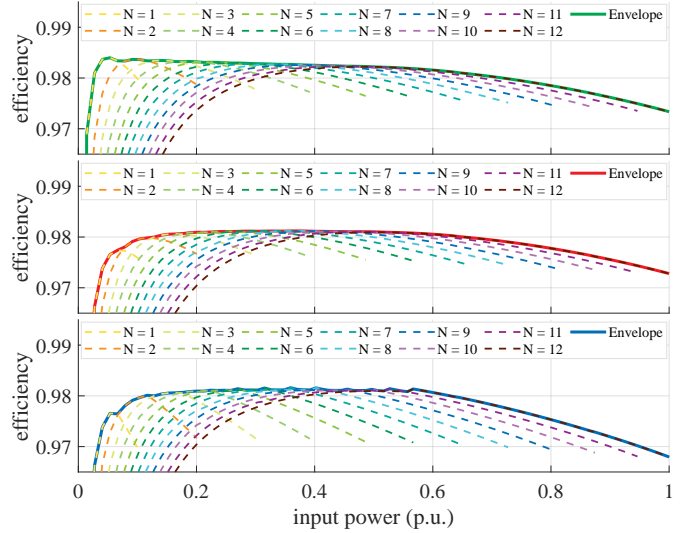 N = 1 N = 3 N = 5 N = 7 N = 9 N = 11 Envelope
N = 2 N = 4 N = 6 N = 8 N = 10 N = 12
0.99
0.98
0.97
efficiency
N = 1 N = 3 N = 5 N = 7 N = 9 N = 11 Envelope
N = 2 N = 4 N = 6 N = 8 N = 10 N = 12
0.99
0.98
0.97
efficiency
N = 1 N = 3 N = 5 N = 7 N = 9 N = 11 Envelope
N = 2 N = 4 N = 6 N = 8 N = 10 N = 12
0.99
0.98
0.97
efficiency
0 0.2 0.4 0.6 0.8 1
input power (p.u.)